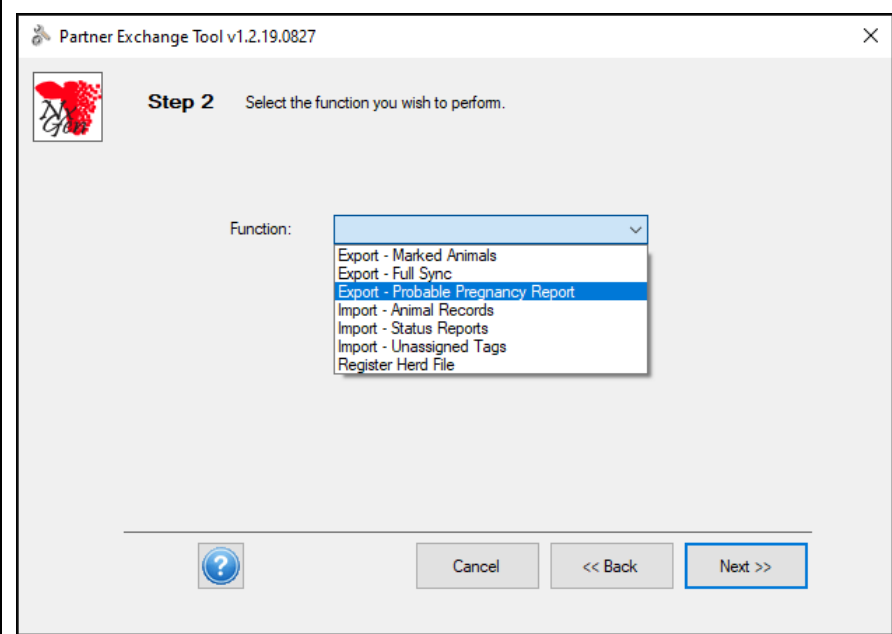 Partner Exchange Tool v1.2.19.0827
Nx
Gen
Step 2 Select the function you wish to perform.
Function:
Export - Marked Animals
Export - Full Sync
Export - Probable Pregnancy Report
Import - Animal Records
Import - Status Reports
Import - Unassigned Tags
Register Herd File
?
Cancel << Back Next >>